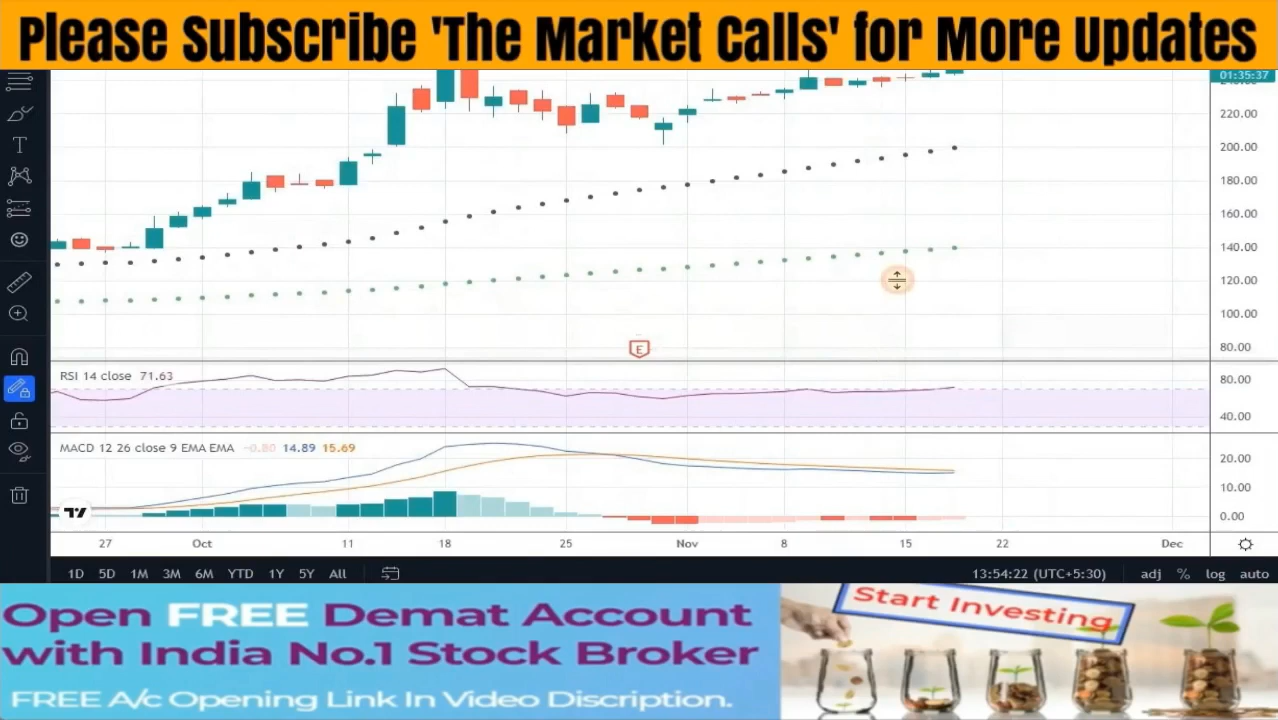 Please Subscribe 'The Market Calls' for More Updates
01:35:37
220.00
200.00
180.00
160.00
140.00
120.00
100.00
80.00
E
RSI 14 close 71.63
80.00
40.00
MACD 12 26 close 9 EMA EMA −0.80 14.89 15.69
20.00
10.00
0.00
27 Oct 11 18 25 Nov 8 15 22 Dec
1D 5D 1M 3M 6M YTD 1Y 5Y All 13:54:22 (UTC+5:30) adj % log auto
Open FREE Demat Account
with India No.1 Stock Broker
FREE A/c Opening Link In Video Discription.
Start Investing